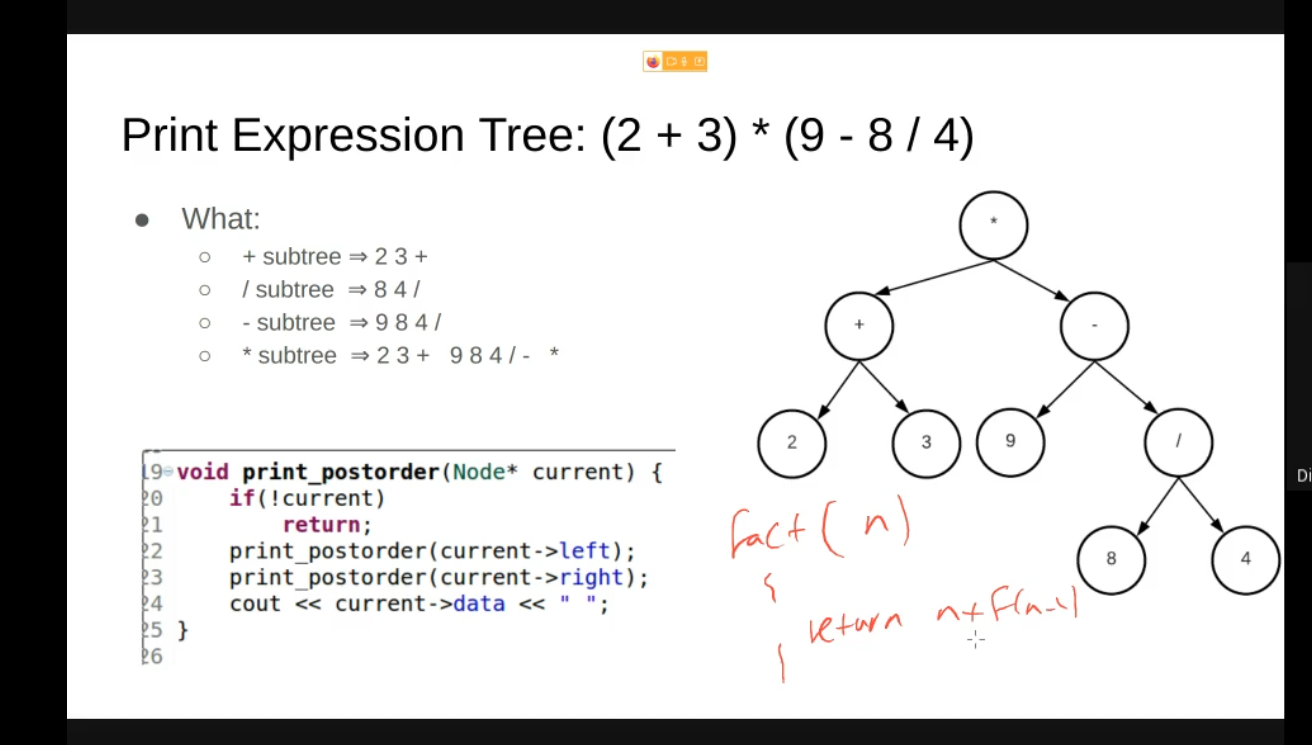 Print Expression Tree: (2 + 3) * (9 - 8 / 4)
● What:
○ + subtree ⇒ 2 3 +
○ / subtree ⇒ 8 4 /
○ - subtree ⇒ 9 8 4 /
○ * subtree ⇒ 2 3 + 9 8 4 / - *
*
+ -
2 3 9 /
8 4
19 void print_postorder(Node* current) {
20 if(!current)
21 return;
22 print_postorder(current->left);
23 print_postorder(current->right);
24 cout << current->data << " ";
25 }
26
fact( n)
{
return n* F(n-1)
}
Di